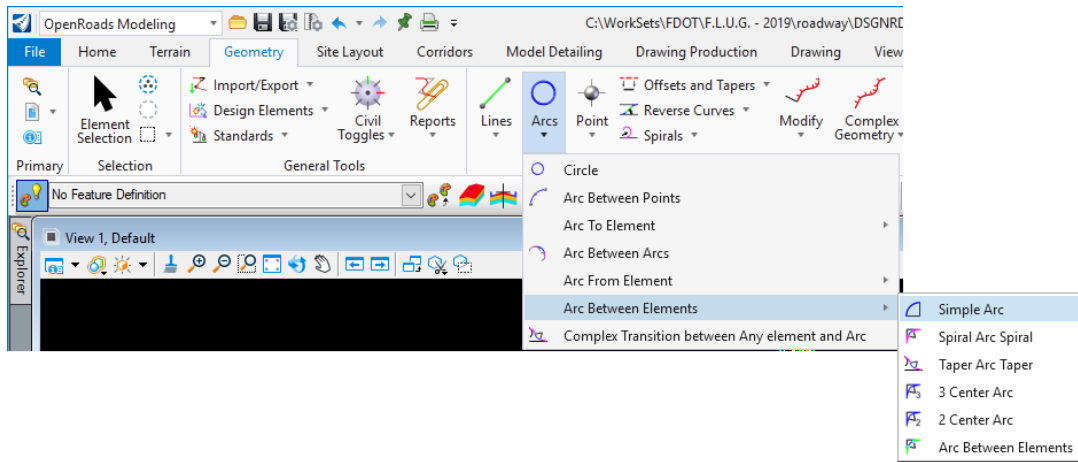 OpenRoads Modeling
C:\WorkSets\FDOT\F.L.U.G. - 2019\roadway\DSGNRD
File Home Terrain Geometry Site Layout Corridors Model Detailing Drawing Production Drawing View
Element Selection
Import/Export
Design Elements
Standards
Civil Toggles
Reports
Lines
Arcs
Point
Offsets and Tapers
Reverse Curves
Spirals
Modify
Complex Geometry
Primary Selection General Tools
No Feature Definition
Explorer
View 1, Default
Circle
Arc Between Points
Arc To Element
Arc Between Arcs
Arc From Element
Arc Between Elements
Complex Transition between Any element and Arc
Simple Arc
Spiral Arc Spiral
Taper Arc Taper
3 Center Arc
2 Center Arc
Arc Between Elements